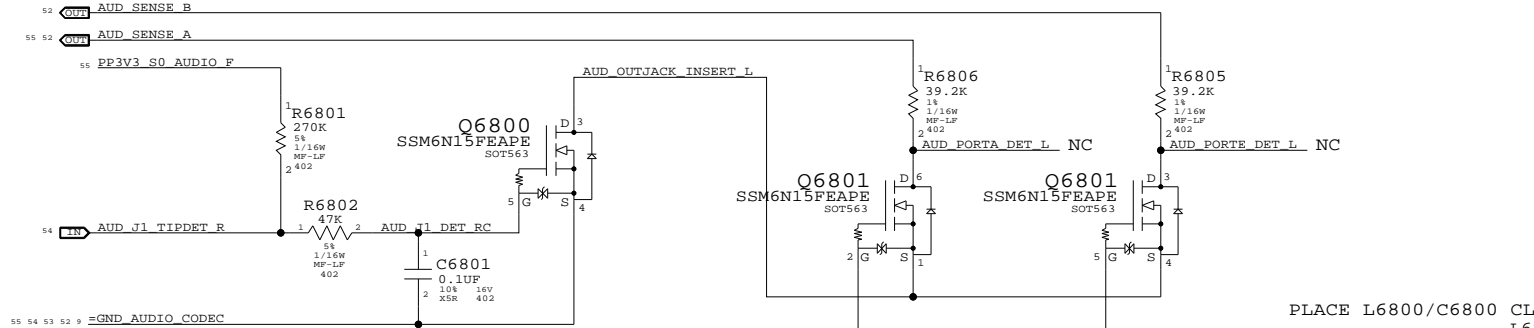 52 OUT AUD_SENSE_B
55 52 OUT AUD_SENSE_A
55 PP3V3_S0_AUDIO_F
AUD_OUTJACK_INSERT_L
1
R6801
270K
5%
1/16W
MF-LF
402
2
Q6800
SSM6N15FEAPE
SOT563
D 3
5 G S
4
R6802
47K
1 2
5%
1/16W
MF-LF
402
54 IN AUD_J1_TIPDET_R
AUD_J1_DET_RC
1
C6801
0.1UF
10% 16V
X5R 402
2
55 54 53 52 9 =GND_AUDIO_CODEC
1
R6806
39.2K
1%
1/16W
MF-LF
402
2
AUD_PORTA_DET_L NC
Q6801
SSM6N15FEAPE
SOT563
D 6
2 G S
1
1
R6805
39.2K
1%
1/16W
MF-LF
402
2
AUD_PORTE_DET_L NC
Q6801
SSM6N15FEAPE
SOT563
D 3
5 G S
4
PLACE L6800/C6800 CL